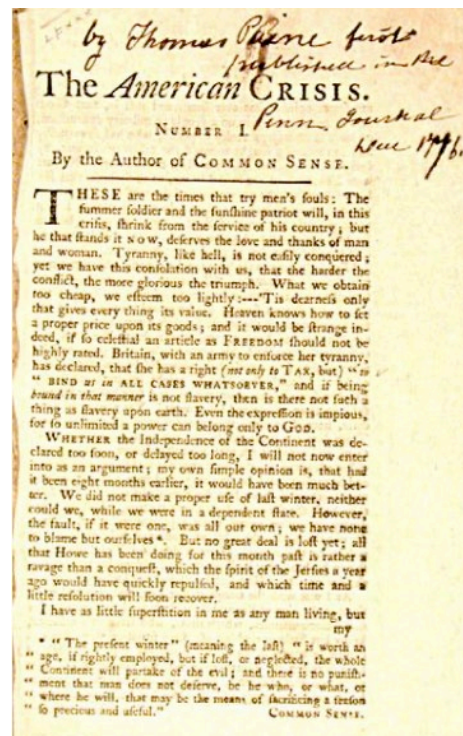 by Thomas Paine first
published in the
The American CRISIS.
Penn Journal
NUMBER I.
Dec 1776.
By the Author of COMMON SENSE.
THESE are the times that try men's ſouls: The
ſummer ſoldier and the ſunſhine patriot will, in this
criſis, ſhrink from the ſervice of his country; but
he that ſtands it NOW, deſerves the love and thanks of man
and woman. Tyranny, like hell, is not eaſily conquered;
yet we have this conſolation with us, that the harder the
conflict, the more glorious the triumph. What we obtain
too cheap, we eſteem too lightly:---'Tis dearneſs only
that gives every thing its value. Heaven knows how to ſet
a proper price upon its goods; and it would be ſtrange in-
deed, if ſo celeſtial an article as FREEDOM ſhould not be
highly rated. Britain, with an army to enforce her tyranny,
has declared, that ſhe has a right (not only to TAX, but) "to
" BIND us in ALL CASES WHATSOEVER," and if being
bound in that manner is not ſlavery, then is there not ſuch a
thing as ſlavery upon earth. Even the expreſſion is impious,
for ſo unlimited a power can belong only to GOD.
WHETHER the Independence of the Continent was de-
clared too ſoon, or delayed too long, I will not now enter
into as an argument; my own ſimple opinion is, that had
it been eight months earlier, it would have been much bet-
ter. We did not make a proper uſe of laſt winter, neither
could we, while we were in a dependent ſtate. However,
the fault, if it were one, was all our own; we have none
to blame but ourſelves*. But no great deal is loſt yet; all
that Howe has been doing for this month paſt is rather a
ravage than a conqueſt, which the ſpirit of the Jerſies a year
ago would have quickly repulſed, and which time and a
little reſolution will ſoon recover.
I have as little ſuperſtition in me as any man living, but
my
* " The preſent winter" (meaning the laſt) " is worth an
" age, if rightly employed, but if loſt, or neglected, the whole
" Continent will partake of the evil; and there is no puniſh-
" ment that man does not deſerve, be he who, or what, or
" where he will, that may be the means of ſacrificing a ſeaſon
" ſo precious and uſeful." COMMON SENSE.